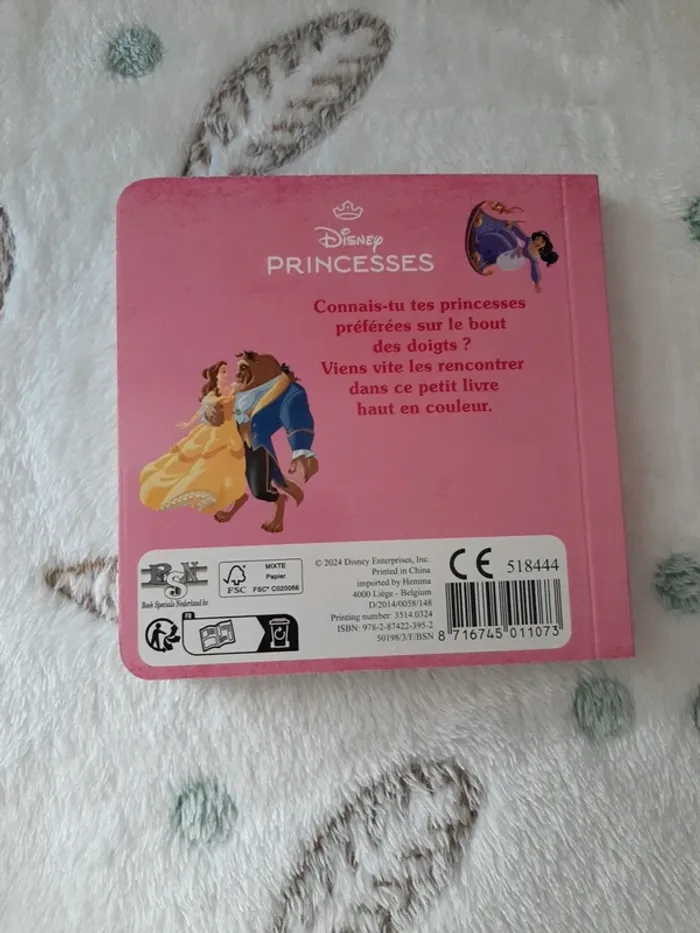 Disney
PRINCESSES
Connais-tu tes princesses
préférées sur le bout
des doigts ?
Viens vite les rencontrer
dans ce petit livre
haut en couleur.
BSN
Book Speciale Nederland bv
FSC
MIXTE
Papier
FSC® C020056
FR
© 2024 Disney Enterprises, Inc.
Printed in China
imported by Hemma
4000 Liège - Belgium
D/2014/0058/148
Printing number: 3514.0324
ISBN: 978-2-87422-395-2
50198/3/F/BSN
CE 518444
8 716745 011073